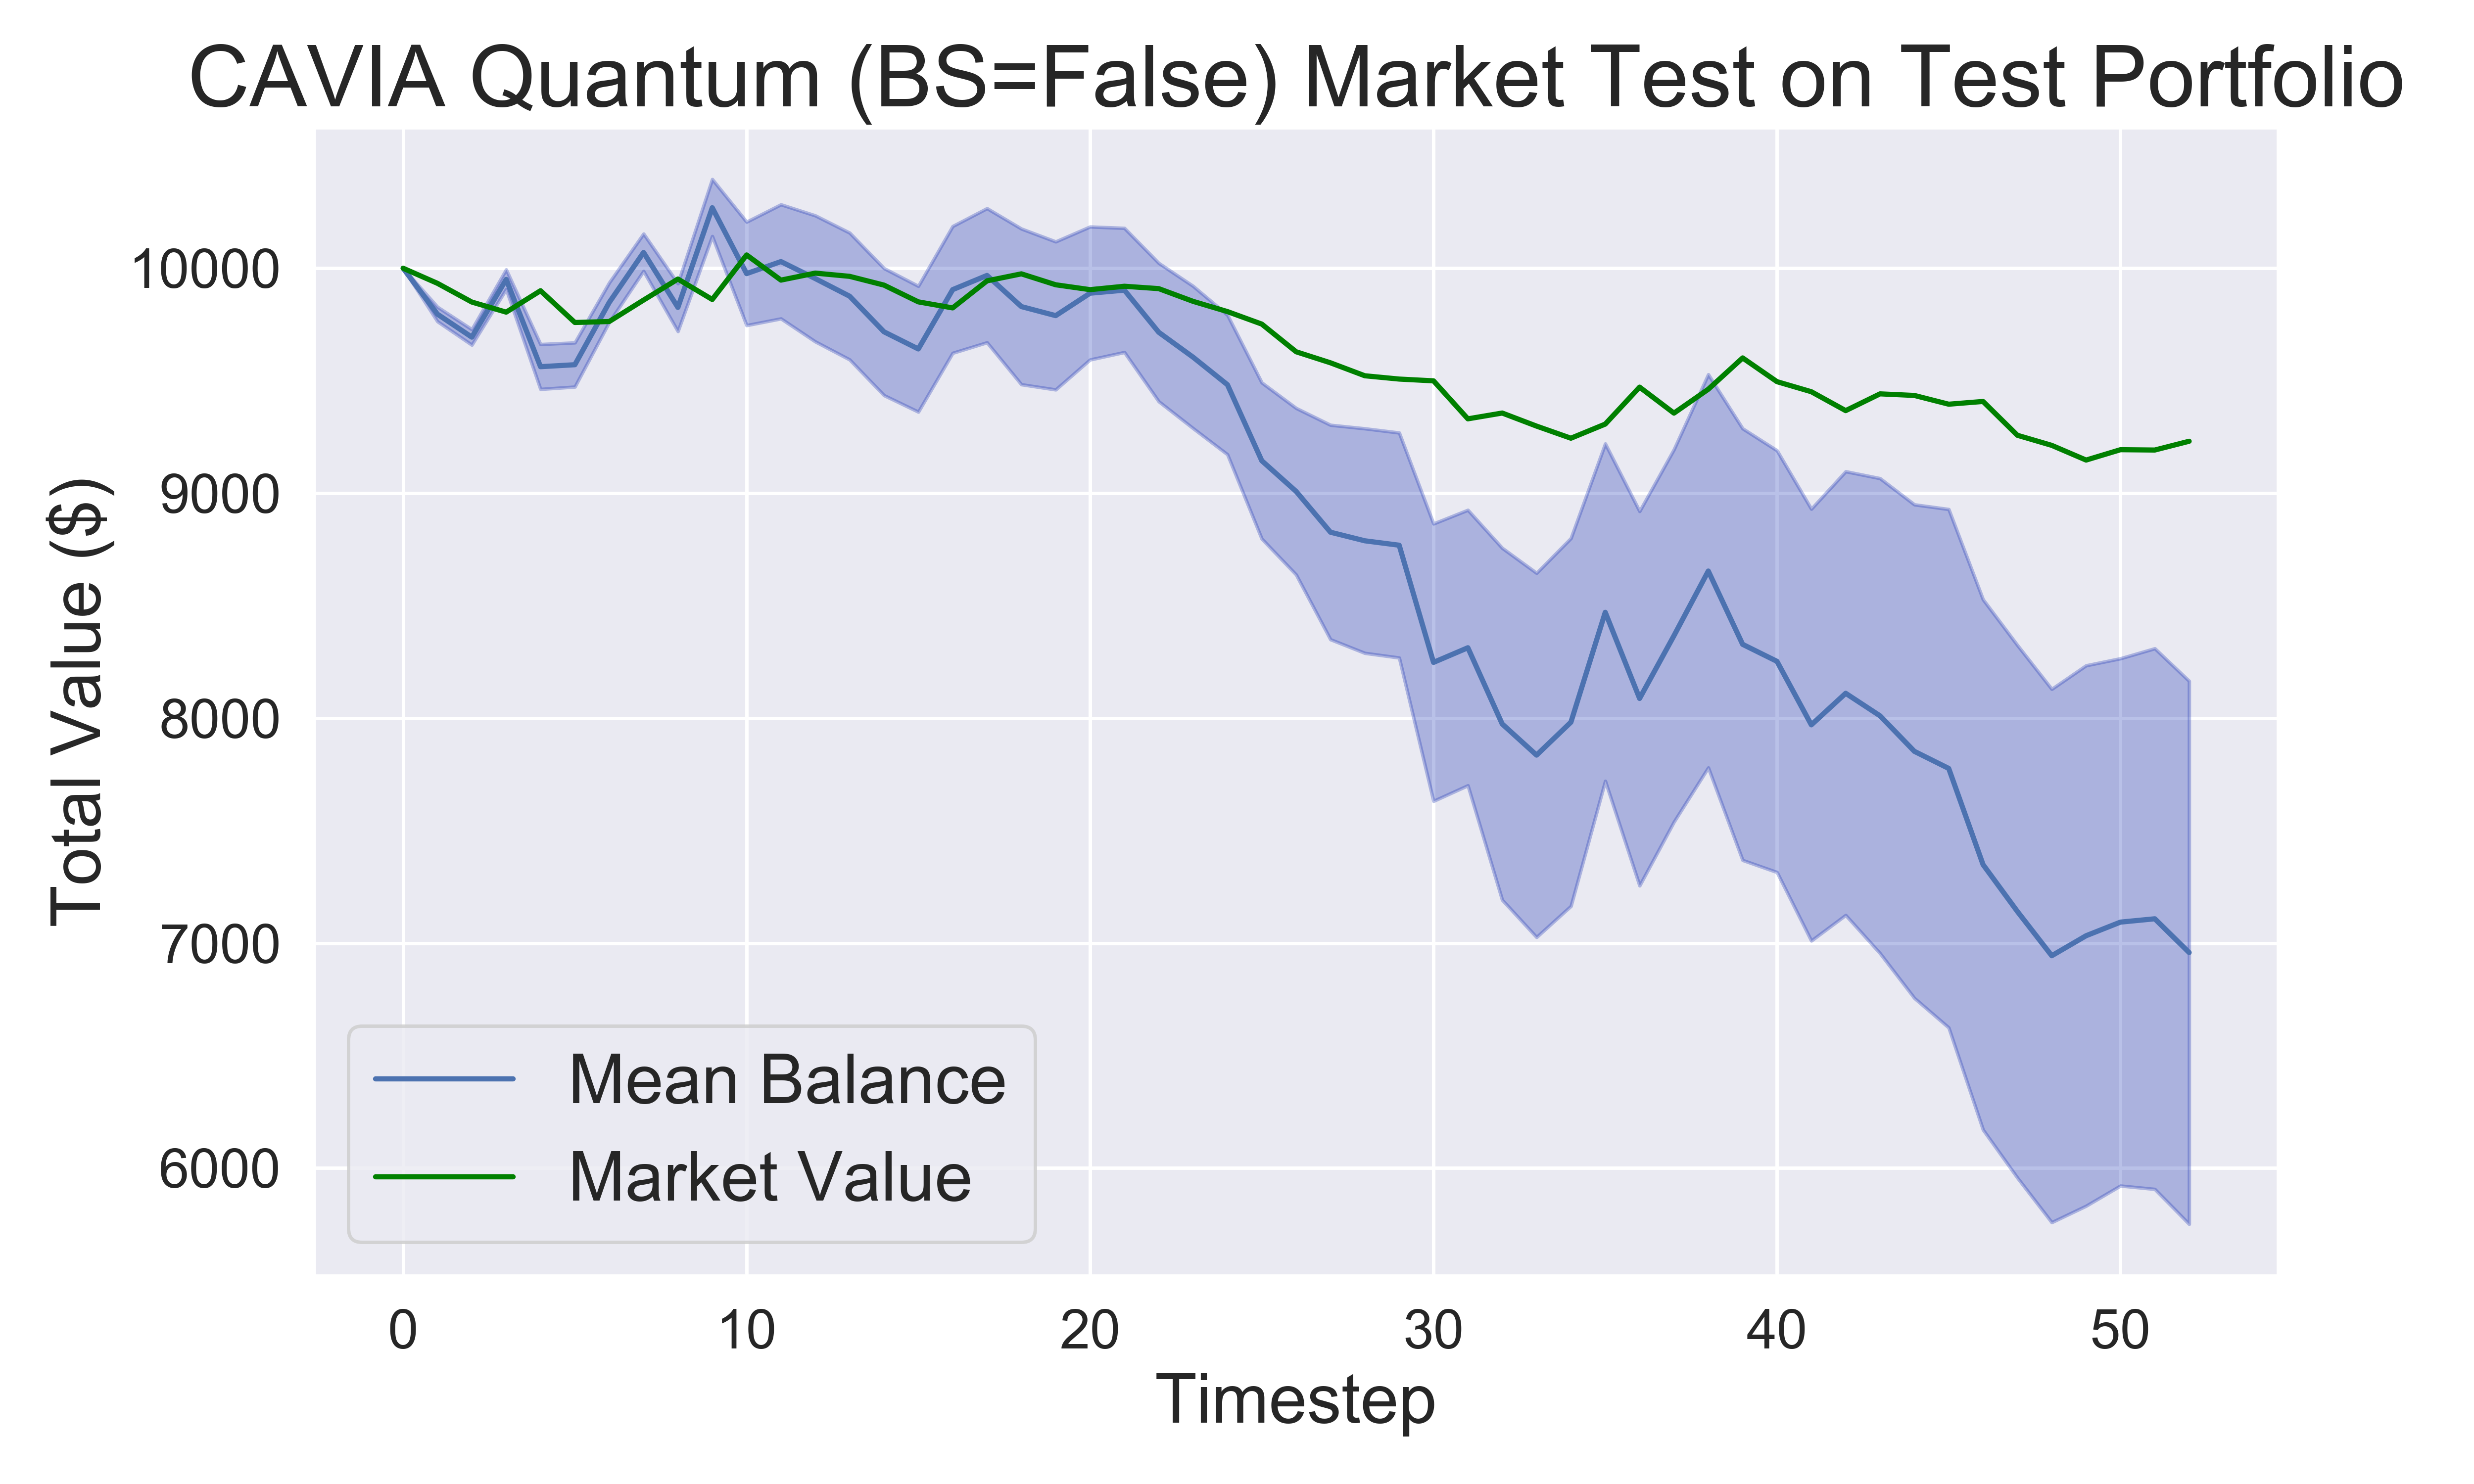 CAVIA Quantum (BS=False) Market Test on Test Portfolio
Total Value ($)
10000
9000
8000
7000
6000
Mean Balance
Market Value
0 10 20 30 40 50
Timestep